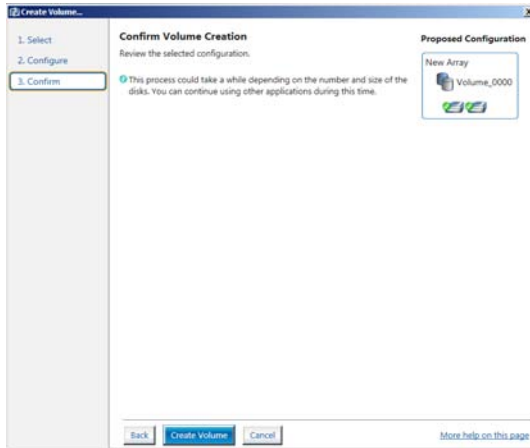 Create Volume...
1. Select
2. Configure
3. Confirm
Confirm Volume Creation
Review the selected configuration.
This process could take a while depending on the number and size of the
disks. You can continue using other applications during this time.
Proposed Configuration
New Array
Volume_0000
Back
Create Volume
Cancel
More help on this page